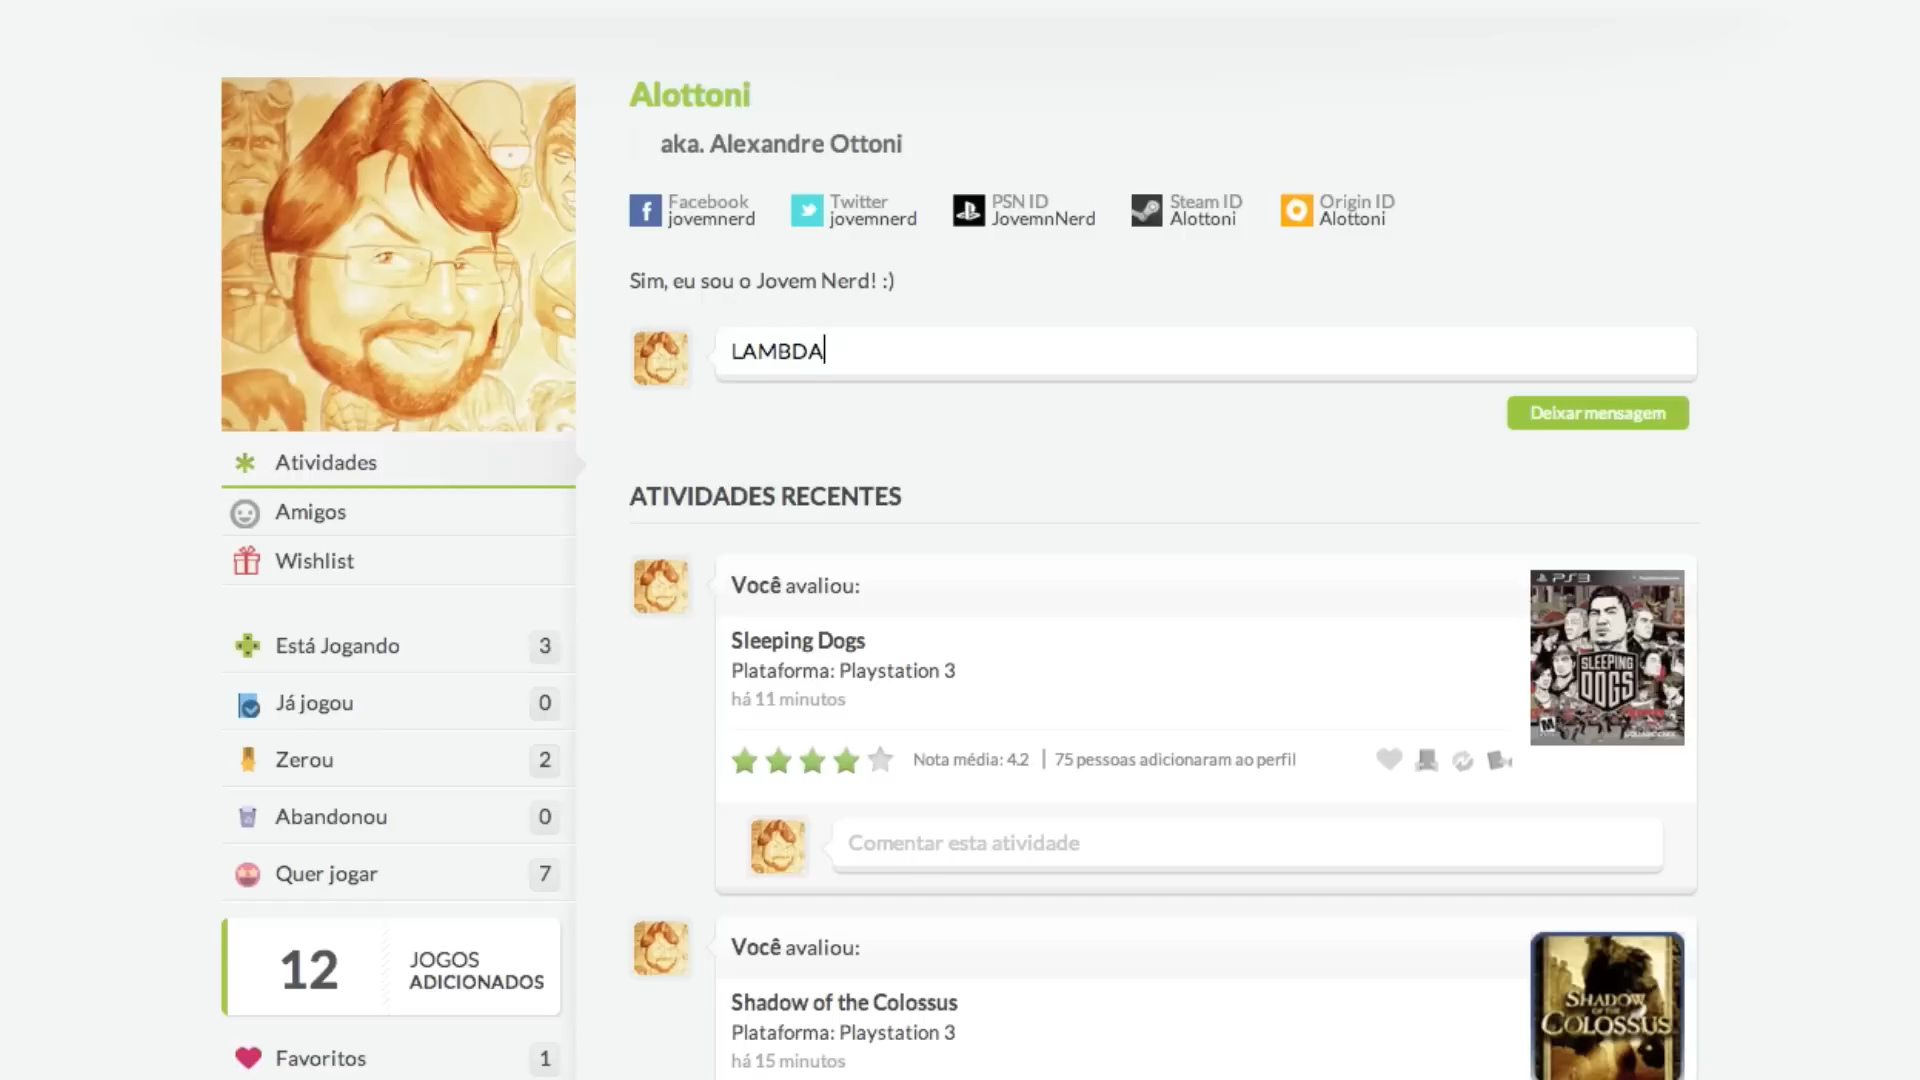 Alottoni
aka. Alexandre Ottoni
Facebook
jovemnerd
Twitter
jovemnerd
PSN ID
JovemnNerd
Steam ID
Alottoni
Origin ID
Alottoni
Sim, eu sou o Jovem Nerd! :)
LAMBDA
Deixar mensagem
Atividades
Amigos
Wishlist
Está Jogando 3
Já jogou 0
Zerou 2
Abandonou 0
Quer jogar 7
12 JOGOS
ADICIONADOS
Favoritos 1
ATIVIDADES RECENTES
Você avaliou:
Sleeping Dogs
Plataforma: Playstation 3
há 11 minutos
Nota média: 4.2 | 75 pessoas adicionaram ao perfil
PS3
SLEEPING
DOGS
M
Comentar esta atividade
Você avaliou:
Shadow of the Colossus
Plataforma: Playstation 3
há 15 minutos
SHADOW
OF THE
COLOSSUS